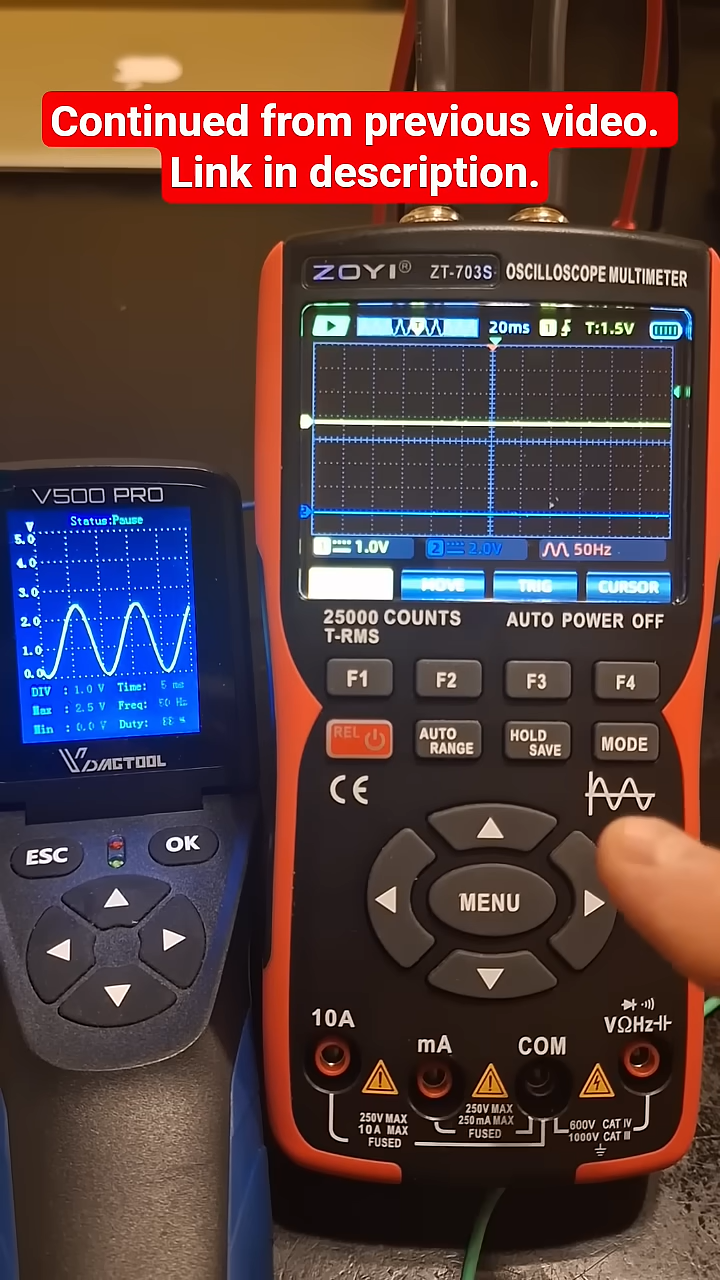 Continued from previous video.
Link in description.
ZOYI® ZT-703S OSCILLOSCOPE MULTIMETER
20ms 1 T:1.5V
1 1.0V 2 2.0V 50Hz
MOVE TRIG CURSOR
25000 COUNTS
T-RMS
AUTO POWER OFF
F1 F2 F3 F4
REL AUTO RANGE HOLD SAVE MODE
CE
MENU
10A mA COM VΩHz
250V MAX
10A MAX
FUSED
250V MAX
250mA MAX
FUSED
600V CAT IV
1000V CAT III
V500 PRO
Status:Pause
V
5.0
4.0
3.0
2.0
1.0
0.0
DIV : 1.0 V Time: 5 ms
Max : 2.5 V Freq: 50 Hz
Min : 0.0 V Duty: %
VDIAGTOOL
ESC OK